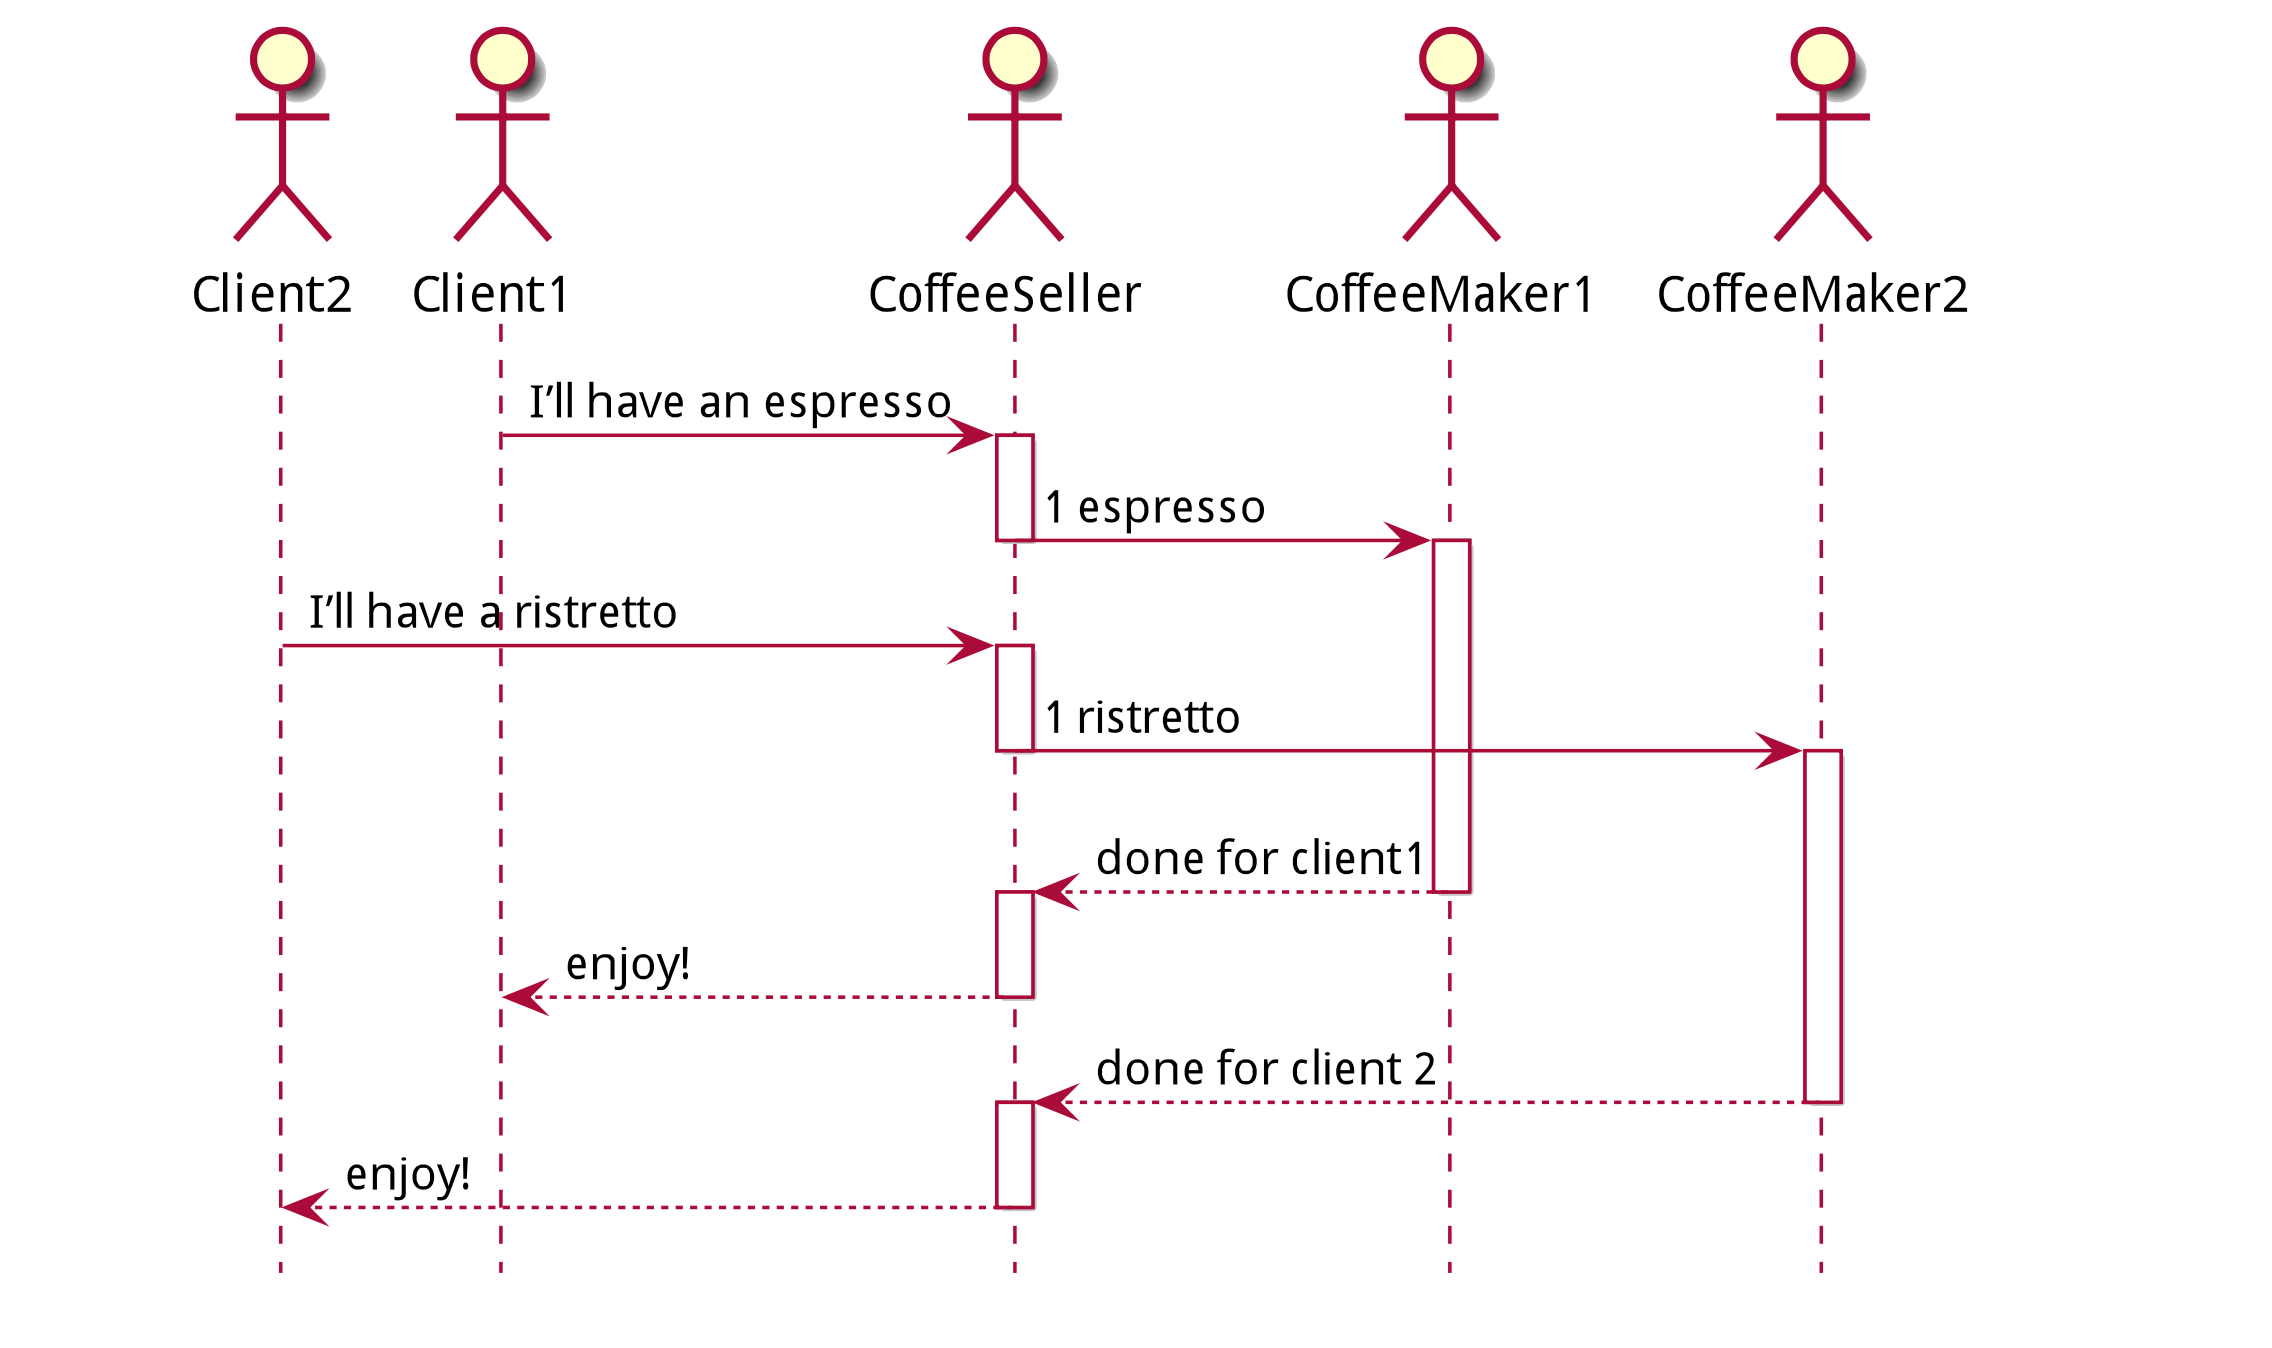 Client2
Client1
CoffeeSeller
CoffeeMaker1
CoffeeMaker2
I’ll have an espresso
1 espresso
I’ll have a ristretto
1 ristretto
done for client1
enjoy!
done for client 2
enjoy!